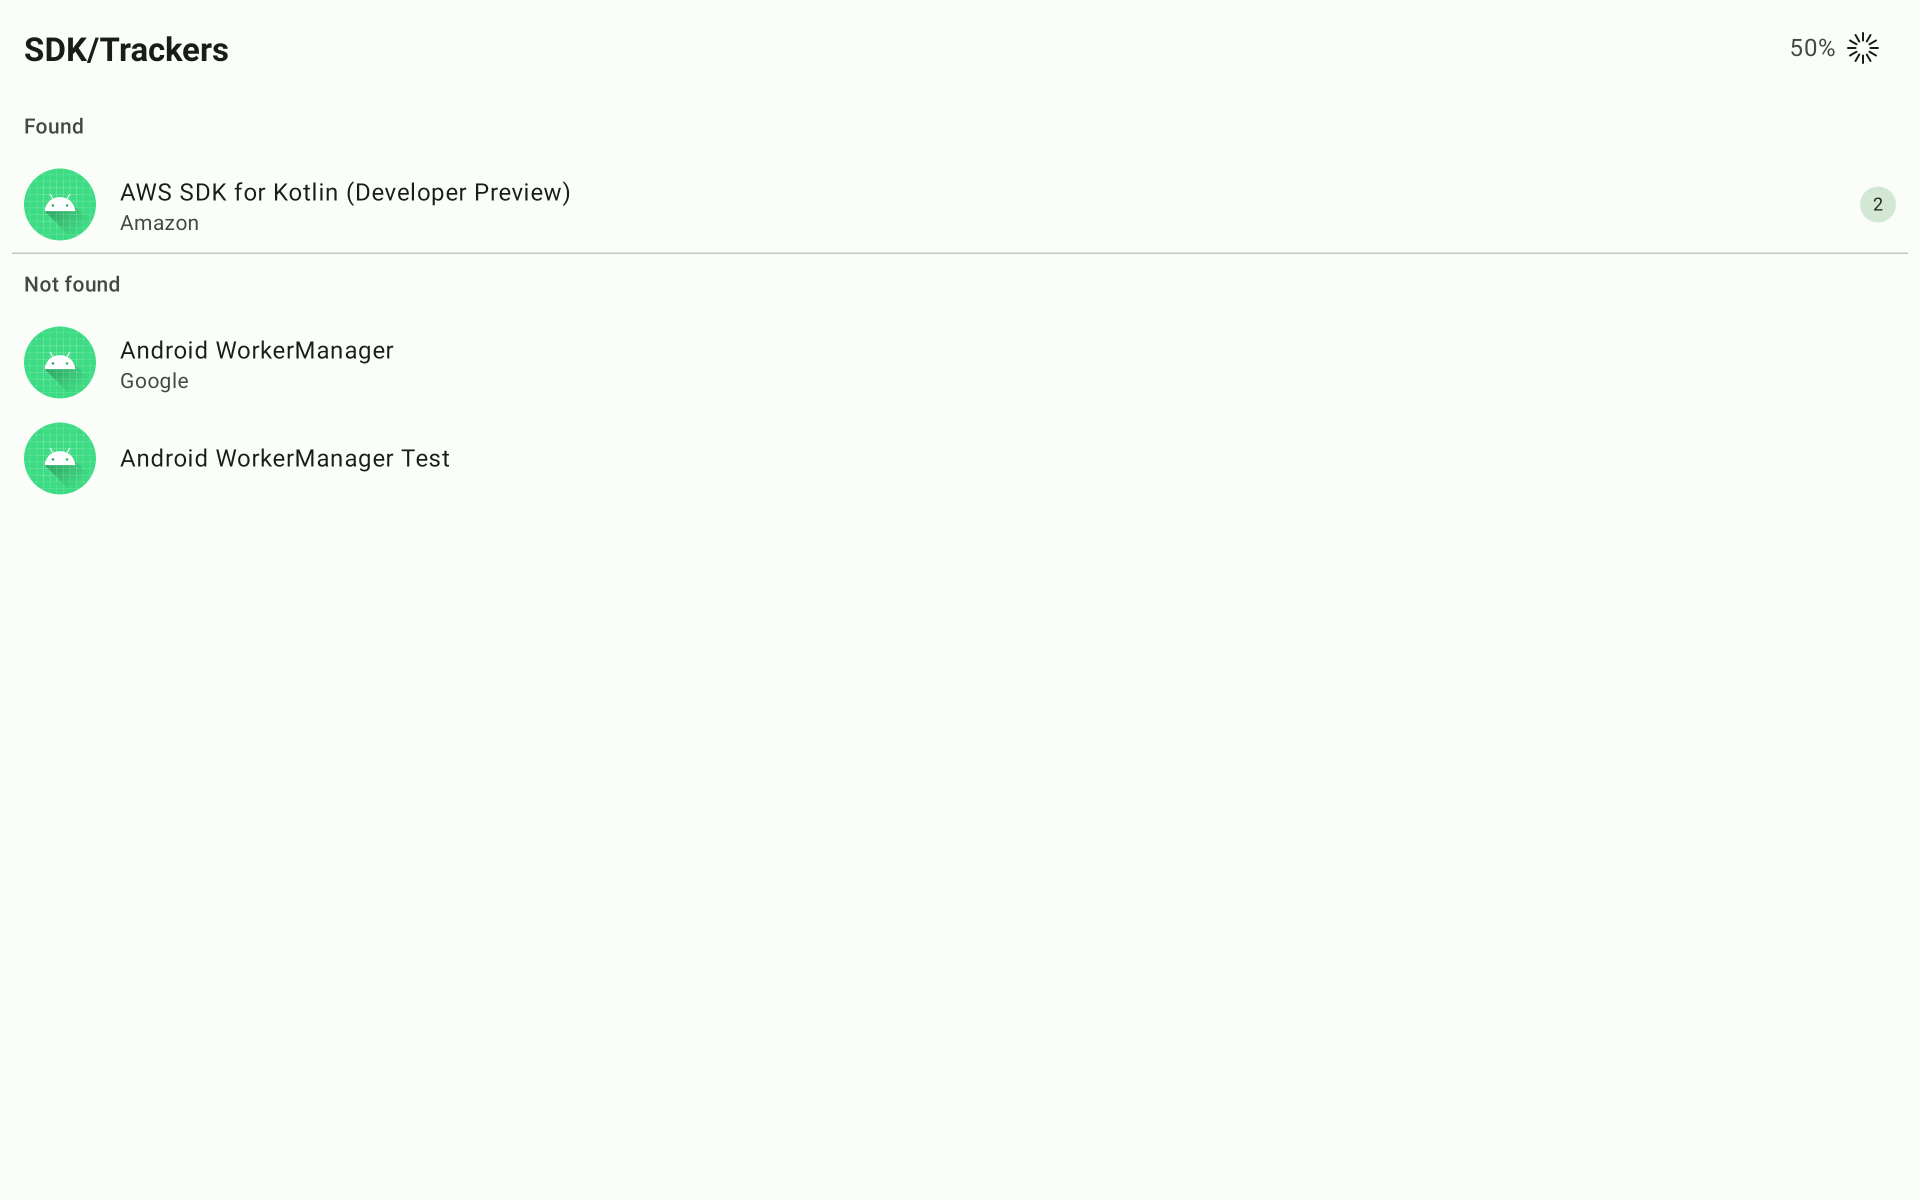 SDK/Trackers
50%
Found
AWS SDK for Kotlin (Developer Preview)
Amazon
2
Not found
Android WorkerManager
Google
Android WorkerManager Test